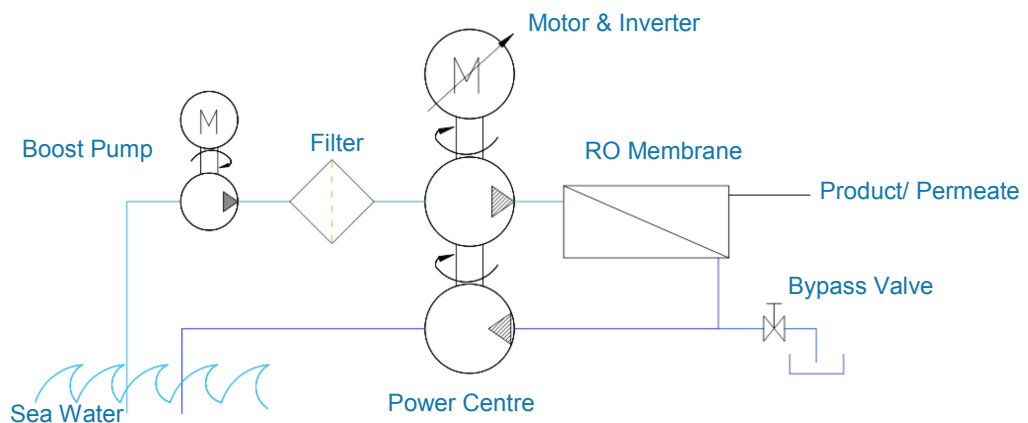 Motor & Inverter
M
M
Boost Pump
Filter
RO Membrane
Product/ Permeate
Bypass Valve
Power Centre
Sea Water